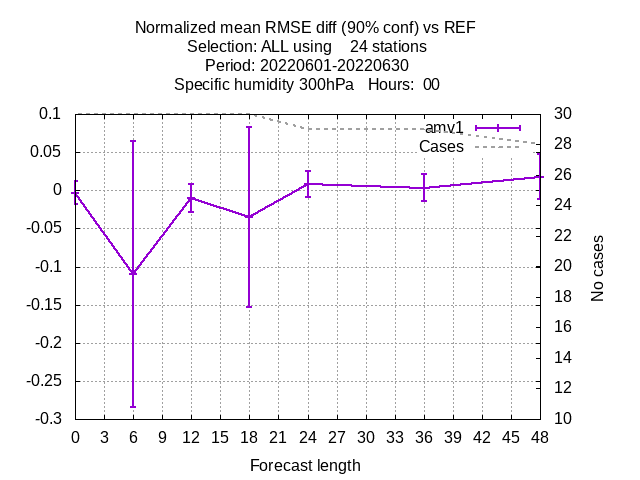 Normalized mean RMSE diff (90% conf) vs REF
Selection: ALL using    24 stations
Period: 20220601-20220630
Specific humidity 300hPa   Hours:  00
0.1
0.05
0
-0.05
-0.1
-0.15
-0.2
-0.25
-0.3
amv1
Cases
30
28
26
24
22
20
18
16
14
12
10
No cases
0 3 6 9 12 15 18 21 24 27 30 33 36 39 42 45 48
Forecast length